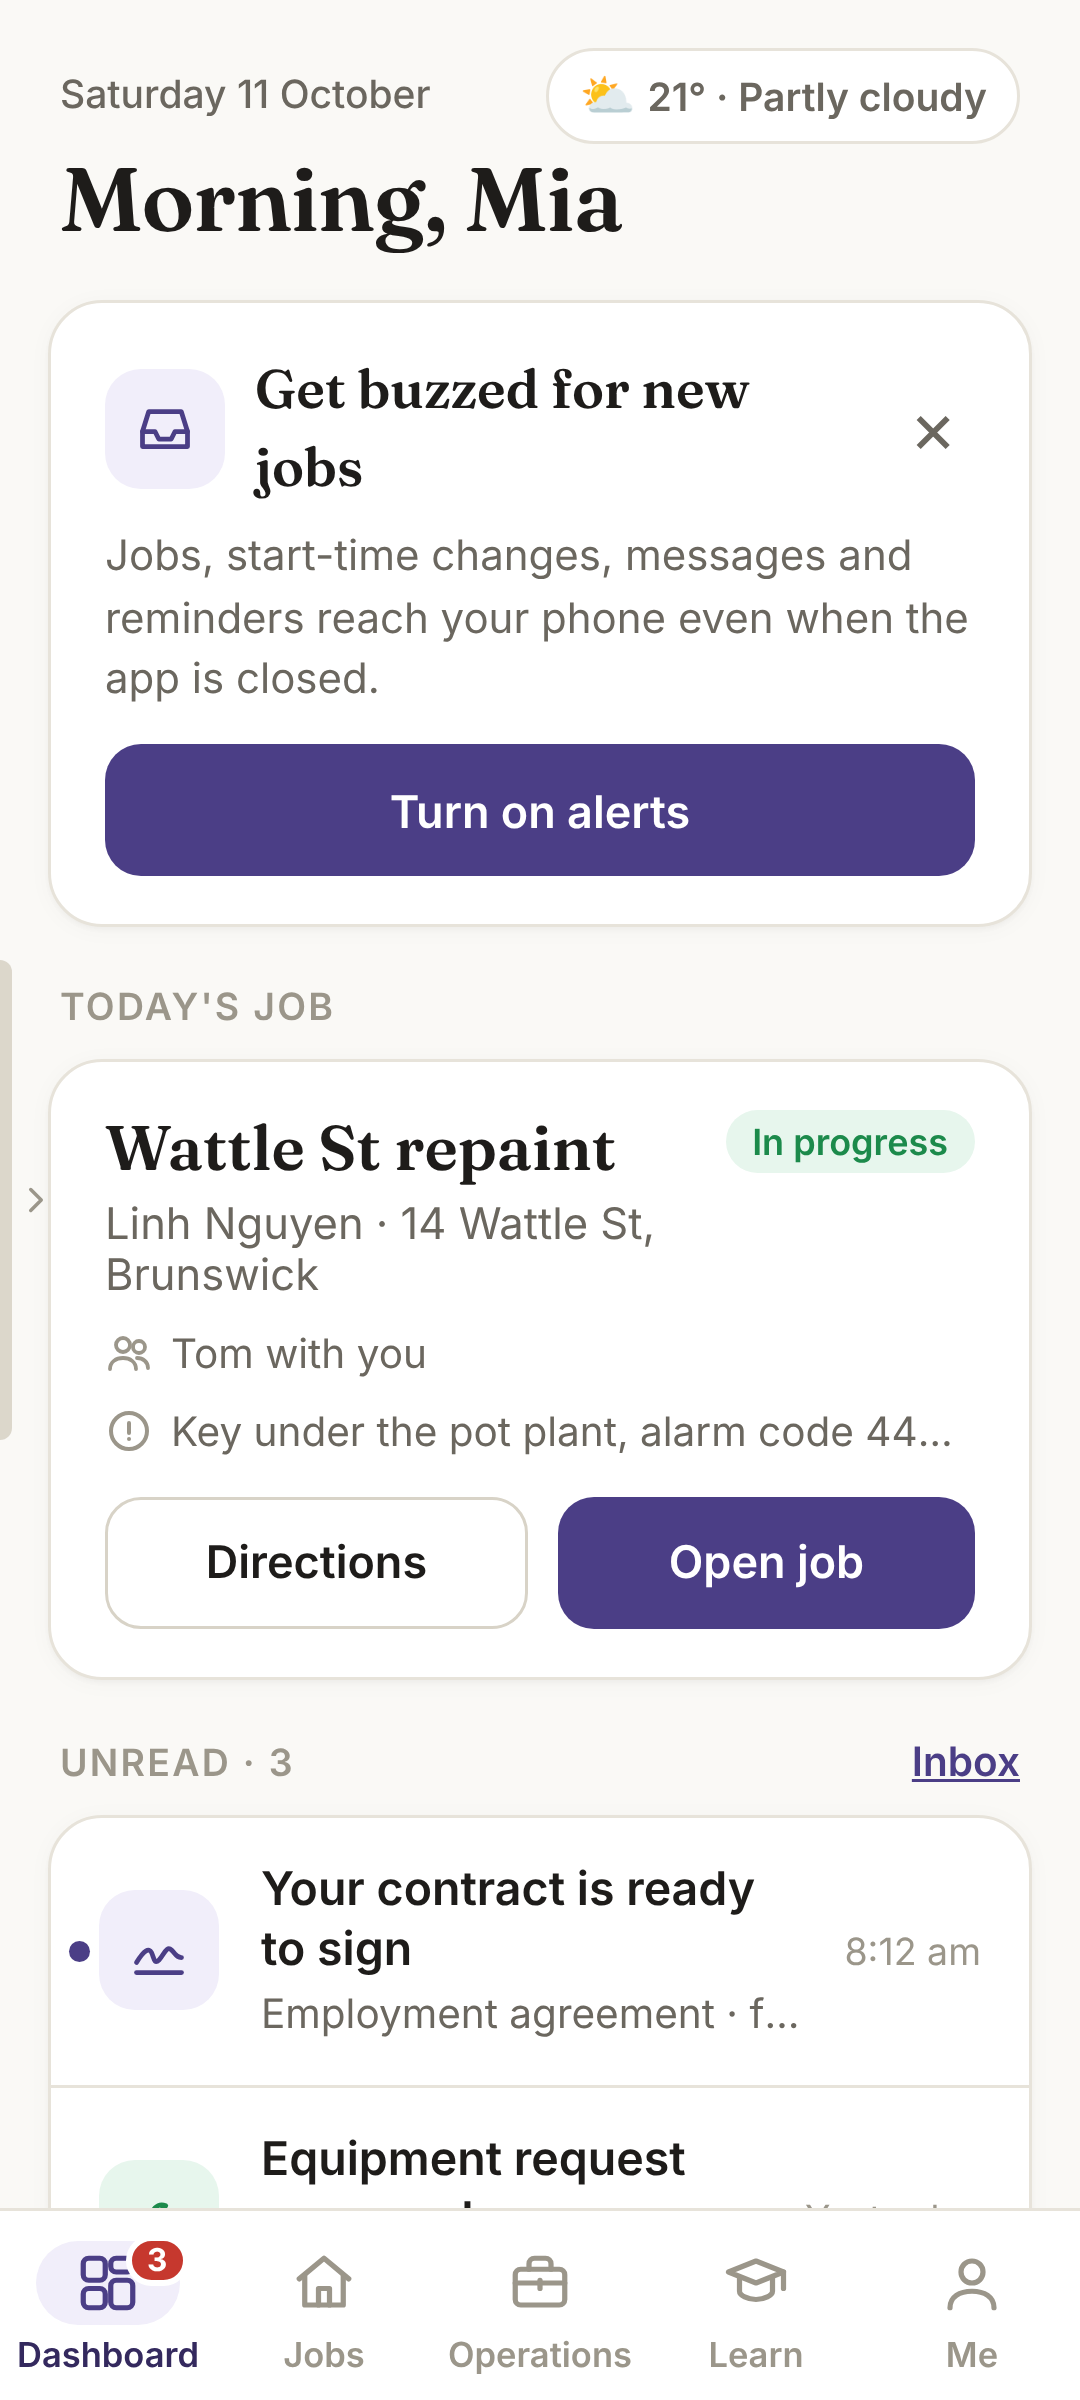 Saturday 11 October
⛅ 21° · Partly cloudy
Morning, Mia
Get buzzed for new
jobs
Jobs, start-time changes, messages and
reminders reach your phone even when the
app is closed.
Turn on alerts
TODAY'S JOB
Wattle St repaint
In progress
Linh Nguyen · 14 Wattle St,
Brunswick
Tom with you
Key under the pot plant, alarm code 44...
Directions
Open job
UNREAD · 3
Inbox
Your contract is ready
to sign
8:12 am
Employment agreement · f...
Equipment request
3
Dashboard
Jobs
Operations
Learn
Me